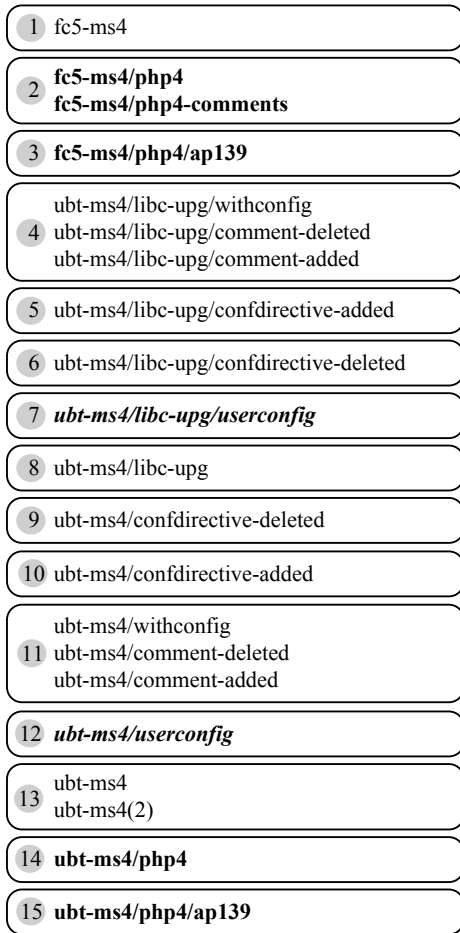 1 fc5-ms4
2 fc5-ms4/php4
fc5-ms4/php4-comments
3 fc5-ms4/php4/ap139
ubt-ms4/libc-upg/withconfig
4 ubt-ms4/libc-upg/comment-deleted
ubt-ms4/libc-upg/comment-added
5 ubt-ms4/libc-upg/confdirective-added
6 ubt-ms4/libc-upg/confdirective-deleted
7 ubt-ms4/libc-upg/userconfig
8 ubt-ms4/libc-upg
9 ubt-ms4/confdirective-deleted
10 ubt-ms4/confdirective-added
ubt-ms4/withconfig
11 ubt-ms4/comment-deleted
ubt-ms4/comment-added
12 ubt-ms4/userconfig
13 ubt-ms4
ubt-ms4(2)
14 ubt-ms4/php4
15 ubt-ms4/php4/ap139